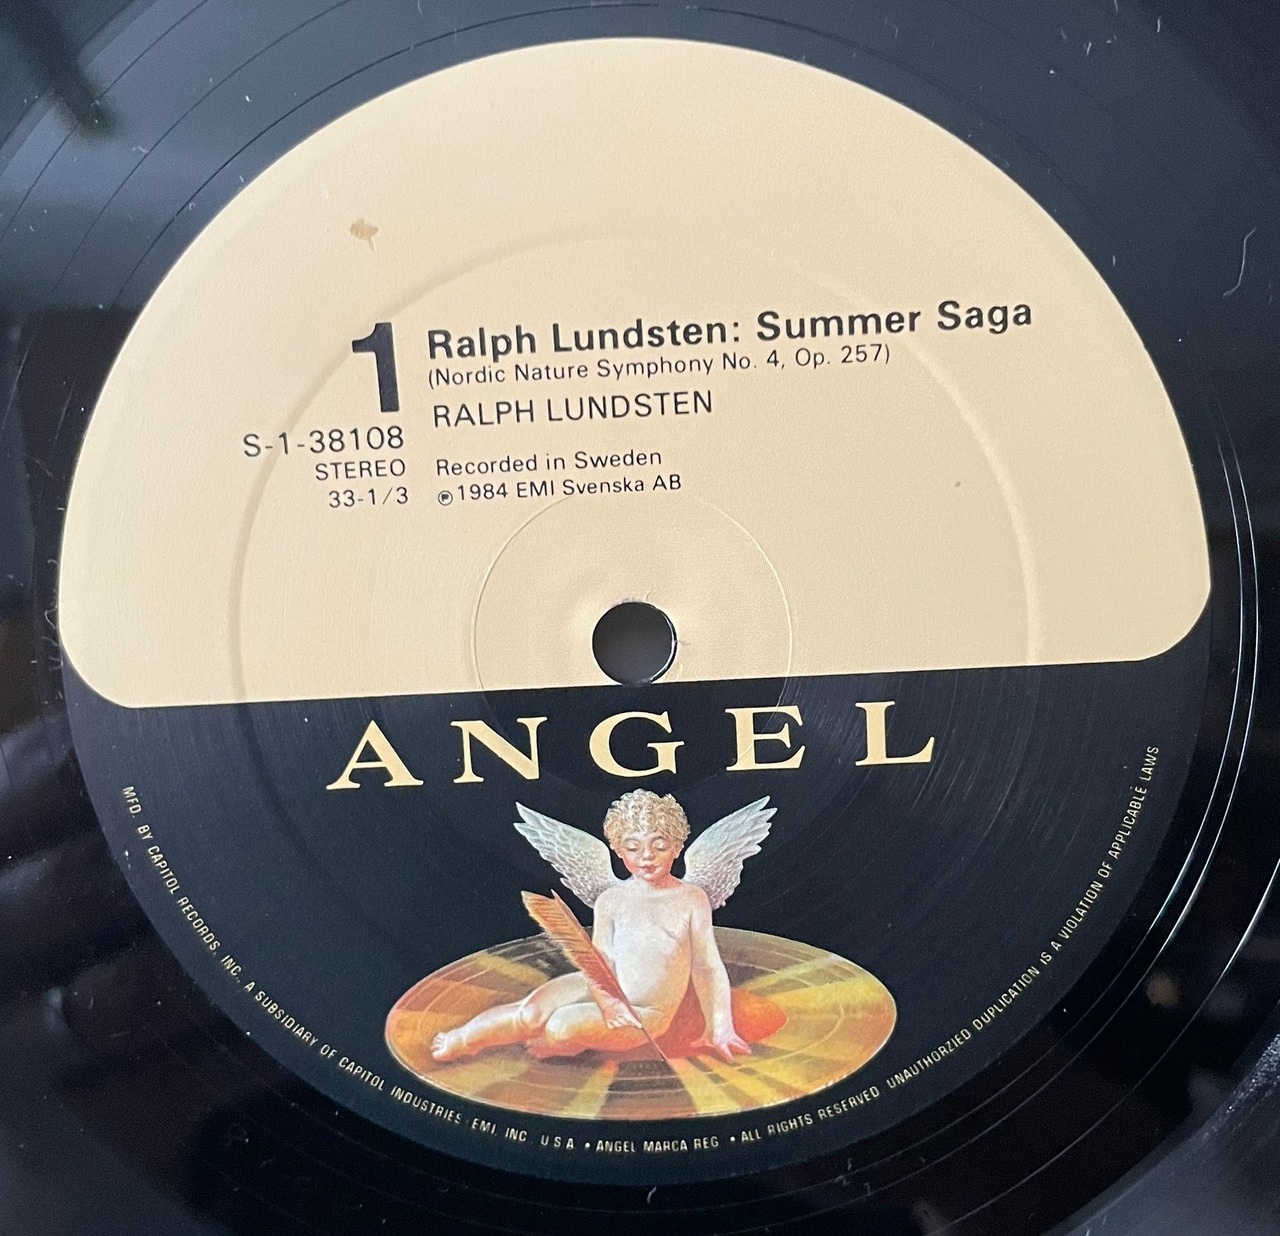 1
Ralph Lundsten: Summer Saga
(Nordic Nature Symphony No. 4, Op. 257)
RALPH LUNDSTEN
S-1-38108
STEREO
33-1/3
Recorded in Sweden
℗1984 EMI Svenska AB
ANGEL
MFD. BY CAPITOL RECORDS, INC. A SUBSIDIARY OF CAPITOL INDUSTRIES EMI, INC. U S A • ANGEL MARCA REG • ALL RIGHTS RESERVED UNAUTHORZIED DUPLICATION IS A VIOLATION OF APPLICABLE LAWS